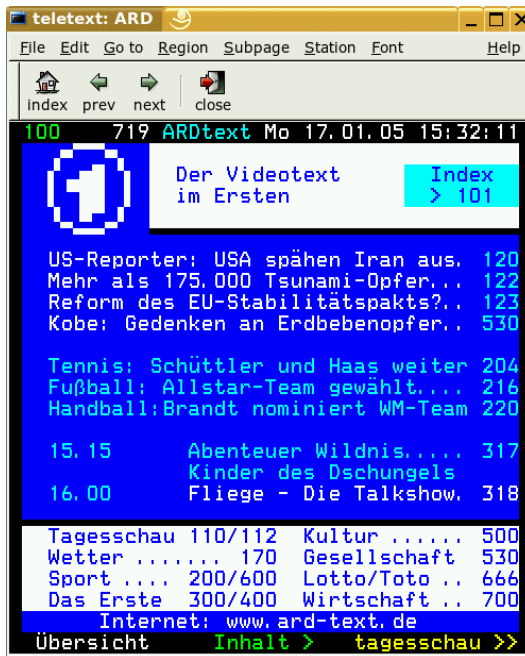 teletext: ARD
File Edit Go to Region Subpage Station Font Help
index prev next close
100 719 ARDtext Mo 17.01.05 15:32:11
Der Videotext Index
im Ersten > 101
US-Reporter: USA spähen Iran aus. 120
Mehr als 175.000 Tsunami-Opfer... 122
Reform des EU-Stabilitätspakts?.. 123
Kobe: Gedenken an Erdbebenopfer.. 530
Tennis: Schüttler und Haas weiter 204
Fußball: Allstar-Team gewählt.... 216
Handball:Brandt nominiert WM-Team 220
15.15 Abenteuer Wildnis..... 317
Kinder des Dschungels
16.00 Fliege - Die Talkshow. 318
Tagesschau 110/112 Kultur ...... 500
Wetter ....... 170 Gesellschaft 530
Sport .... 200/600 Lotto/Toto .. 666
Das Erste 300/400 Wirtschaft .. 700
Internet: www.ard-text.de
Übersicht Inhalt > tagesschau >>